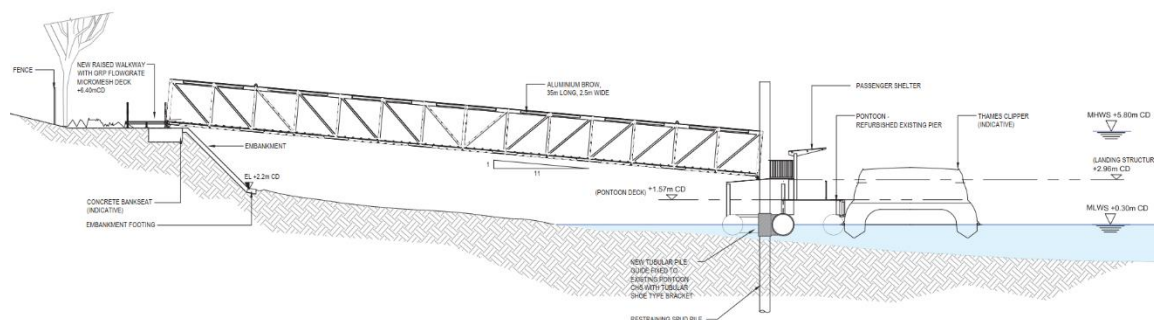 FENCE
NEW RAISED WALKWAY
WITH GRP FLOWGRATE
MICROMESH DECK
+6.40mCD
EMBANKMENT
EL +2.2m CD
CONCRETE BANKSEAT
(INDICATIVE)
EMBANKMENT FOOTING
ALUMINIUM BROW,
35m LONG, 2.5m WIDE
1
11
PASSENGER SHELTER
PONTOON -
REFURBISHED EXISTING PIER
THAMES CLIPPER
(INDICATIVE)
MHWS +5.80m CD
(LANDING STRUCTURE
+2.96m CD
(PONTOON DECK) +1.57m CD
MLWS +0.30m CD
NEW TUBULAR PILE
GUIDE FIXED TO
EXISTING PONTOON
CHS WITH TUBULAR
SHOE TYPE BRACKET
RESTRAINING SPUD PILE